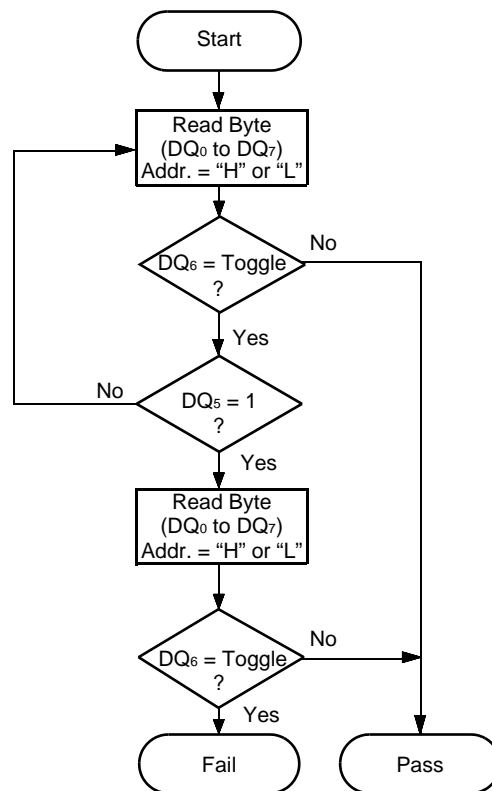 Start
Read Byte
(DQ0 to DQ7)
Addr. = “H” or “L”
No
DQ6 = Toggle
?
Yes
No
DQ5 = 1
?
Yes
Read Byte
(DQ0 to DQ7)
Addr. = “H” or “L”
No
DQ6 = Toggle
?
Yes
Fail
Pass